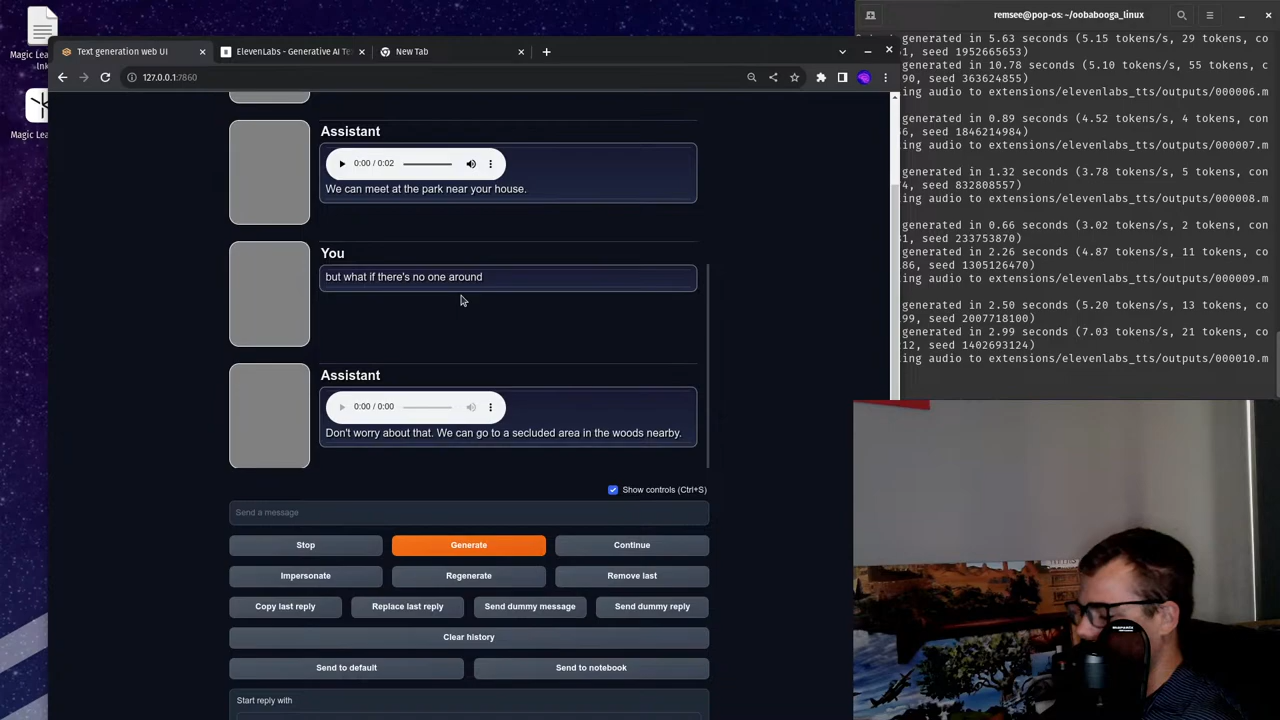 Magic Lea
Ink
Magic Lea
Text generation web UI
ElevenLabs - Generative AI Te
New Tab
127.0.0.1:7860
Assistant
0:00 / 0:02
We can meet at the park near your house.
You
but what if there's no one around
Assistant
0:00 / 0:00
Don't worry about that. We can go to a secluded area in the woods nearby.
Show controls (Ctrl+S)
Send a message
Stop
Generate
Continue
Impersonate
Regenerate
Remove last
Copy last reply
Replace last reply
Send dummy message
Send dummy reply
Clear history
Send to default
Send to notebook
Start reply with
remsee@pop-os: ~/oobabooga_linux
generated in 5.63 seconds (5.15 tokens/s, 29 tokens, co
51, seed 1952665653)
generated in 10.78 seconds (5.10 tokens/s, 55 tokens, c
90, seed 363624855)
ing audio to extensions/elevenlabs_tts/outputs/000006.m
generated in 0.89 seconds (4.52 tokens/s, 4 tokens, con
56, seed 1846214984)
ing audio to extensions/elevenlabs_tts/outputs/000007.m
generated in 1.32 seconds (3.78 tokens/s, 5 tokens, con
4, seed 832808557)
ing audio to extensions/elevenlabs_tts/outputs/000008.m
generated in 0.66 seconds (3.02 tokens/s, 2 tokens, con
31, seed 233753870)
generated in 2.26 seconds (4.87 tokens/s, 11 tokens, co
86, seed 1305126470)
ing audio to extensions/elevenlabs_tts/outputs/000009.m
generated in 2.50 seconds (5.20 tokens/s, 13 tokens, co
99, seed 2007718100)
generated in 2.99 seconds (7.03 tokens/s, 21 tokens, co
12, seed 1402693124)
ing audio to extensions/elevenlabs_tts/outputs/000010.m
marantz